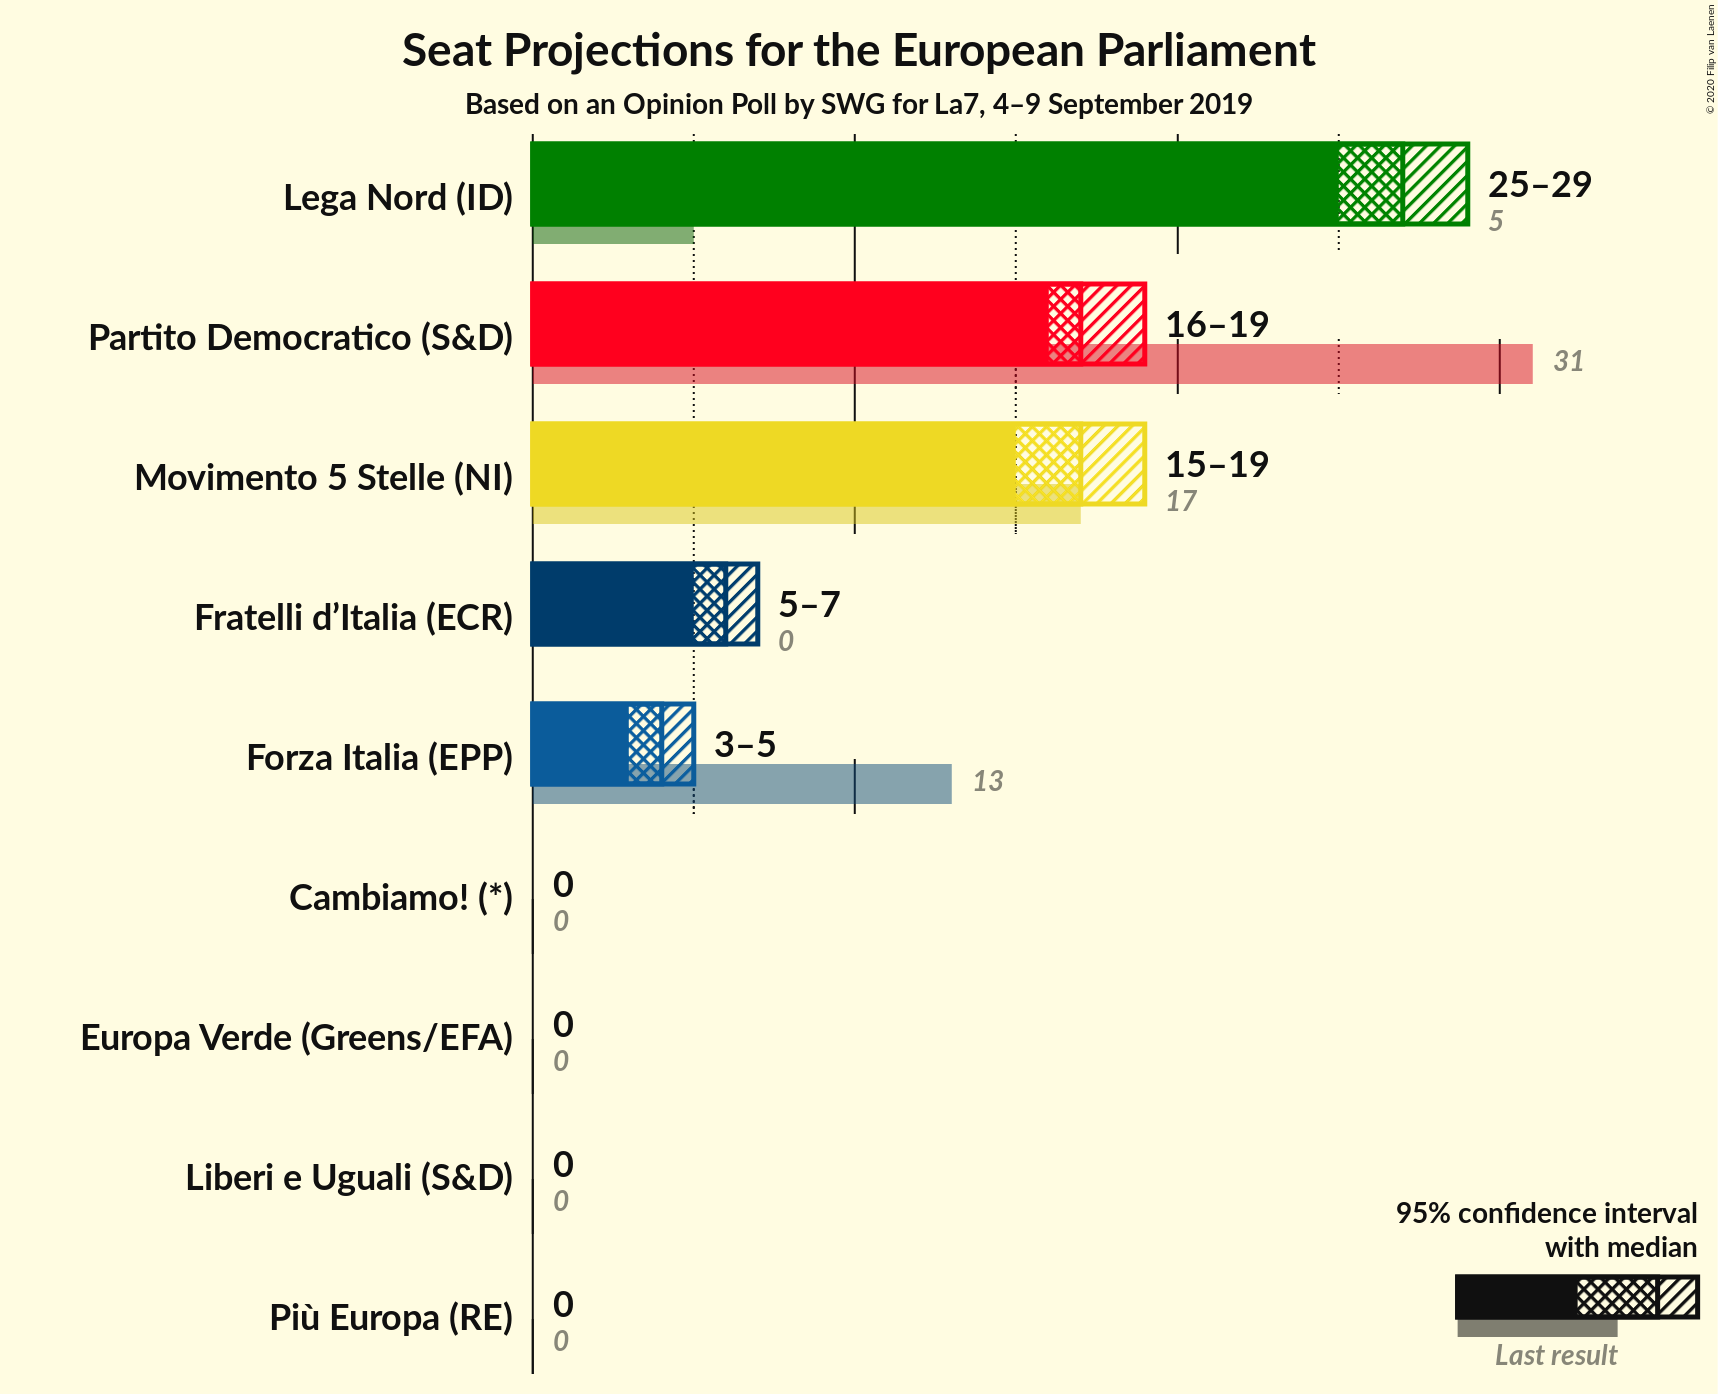 Seat Projections for the European Parliament
Based on an Opinion Poll by SWG for La7, 4–9 September 2019
© 2020 Filip van Laenen
Lega Nord (ID)
25–29
5
Partito Democratico (S&D)
16–19
31
Movimento 5 Stelle (NI)
15–19
17
Fratelli d’Italia (ECR)
5–7
0
Forza Italia (EPP)
3–5
13
Cambiamo! (*)
0
0
Europa Verde (Greens/EFA)
0
0
Liberi e Uguali (S&D)
0
0
Più Europa (RE)
0
0
95% confidence interval
with median
Last result